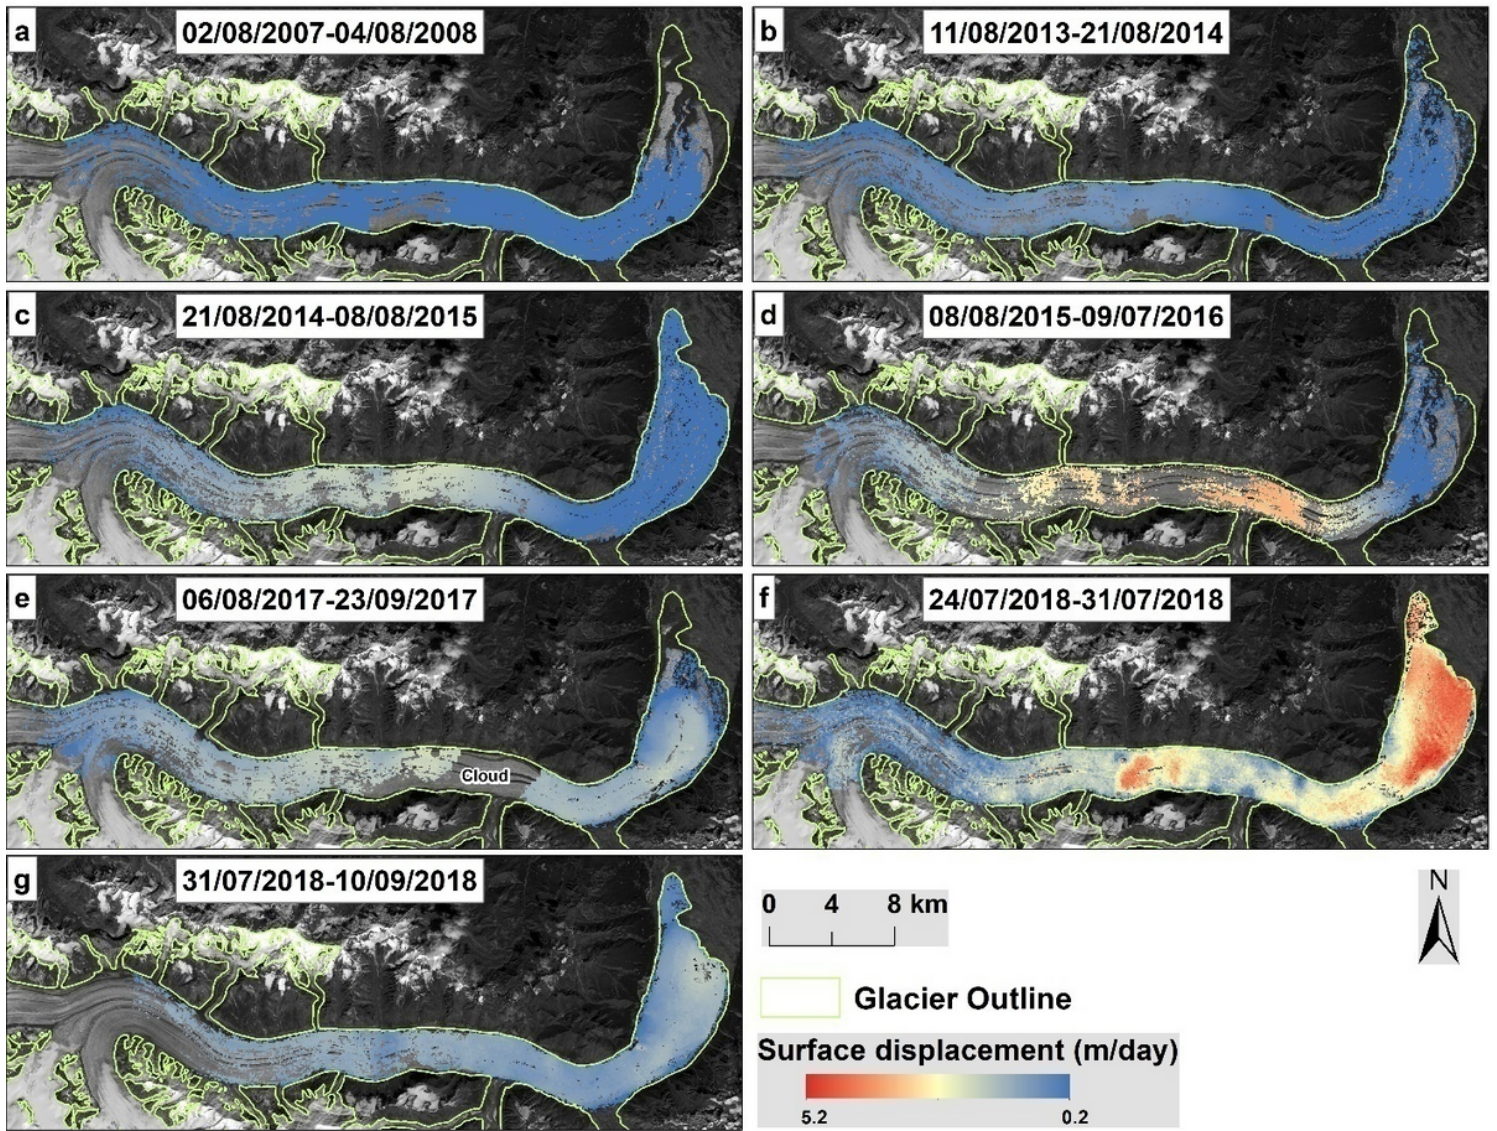 a
02/08/2007-04/08/2008
b
11/08/2013-21/08/2014
c
21/08/2014-08/08/2015
d
08/08/2015-09/07/2016
e
06/08/2017-23/09/2017
Cloud
f
24/07/2018-31/07/2018
g
31/07/2018-10/09/2018
0 4 8 km
N
Glacier Outline
Surface displacement (m/day)
5.2 0.2